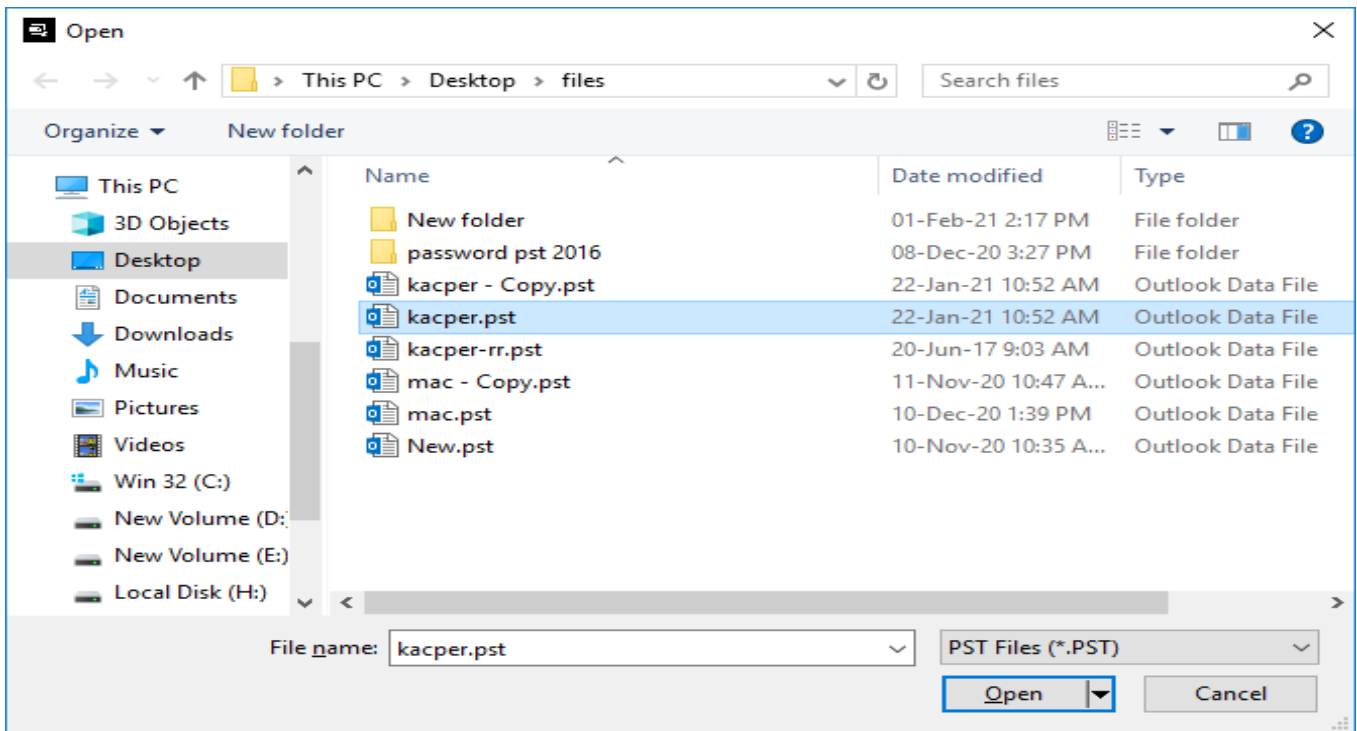 Open
This PC > Desktop > files
Search files
Organize
New folder
This PC
3D Objects
Desktop
Documents
Downloads
Music
Pictures
Videos
Win 32 (C:)
New Volume (D:
New Volume (E:)
Local Disk (H:)
Name Date modified Type
New folder 01-Feb-21 2:17 PM File folder
password pst 2016 08-Dec-20 3:27 PM File folder
kacper - Copy.pst 22-Jan-21 10:52 AM Outlook Data File
kacper.pst 22-Jan-21 10:52 AM Outlook Data File
kacper-rr.pst 20-Jun-17 9:03 AM Outlook Data File
mac - Copy.pst 11-Nov-20 10:47 A... Outlook Data File
mac.pst 10-Dec-20 1:39 PM Outlook Data File
New.pst 10-Nov-20 10:35 A... Outlook Data File
File name: kacper.pst
PST Files (*.PST)
Open
Cancel